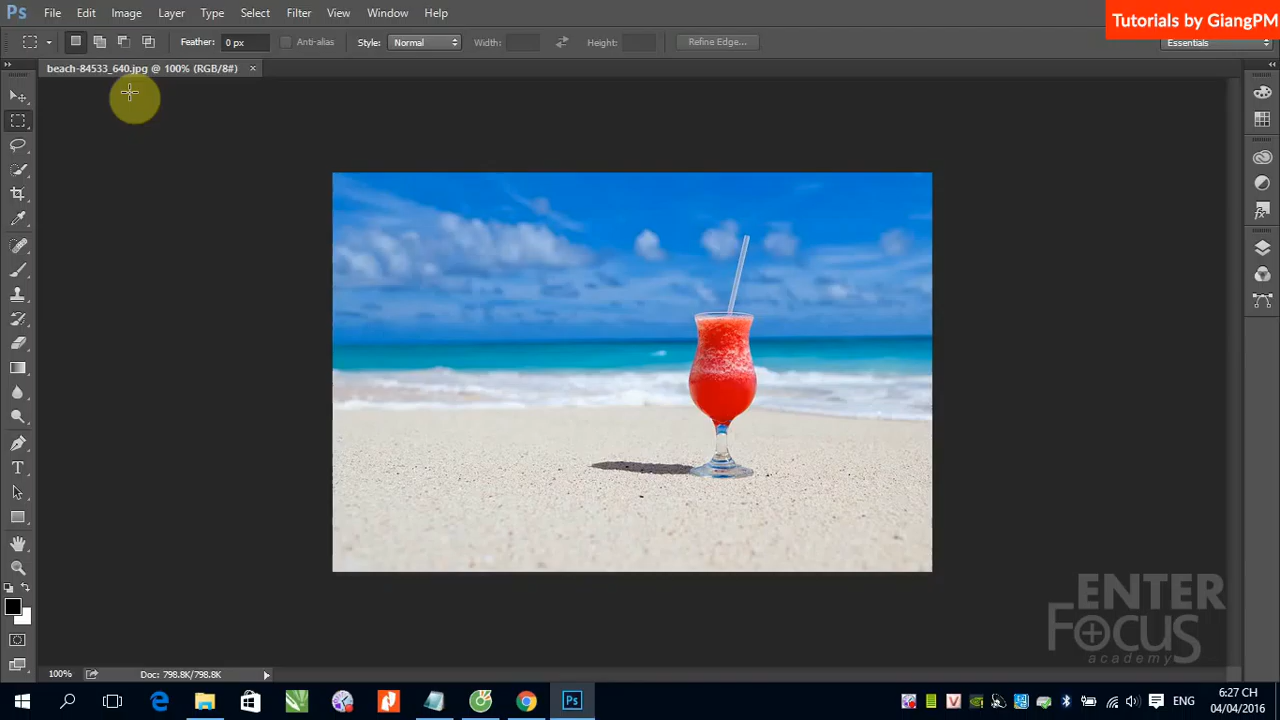 Ps File Edit Image Layer Type Select Filter View Window Help
Tutorials by GiangPM
Feather: 0 px Anti-alias Style: Normal Width: Height: Refine Edge... Essentials
beach-84533_640.jpg @ 100% (RGB/8#) ×
T
ENTER
FOCUS
academy
100% Doc: 798.8K/798.8K
Ps ENG 6:27 CH
04/04/2016